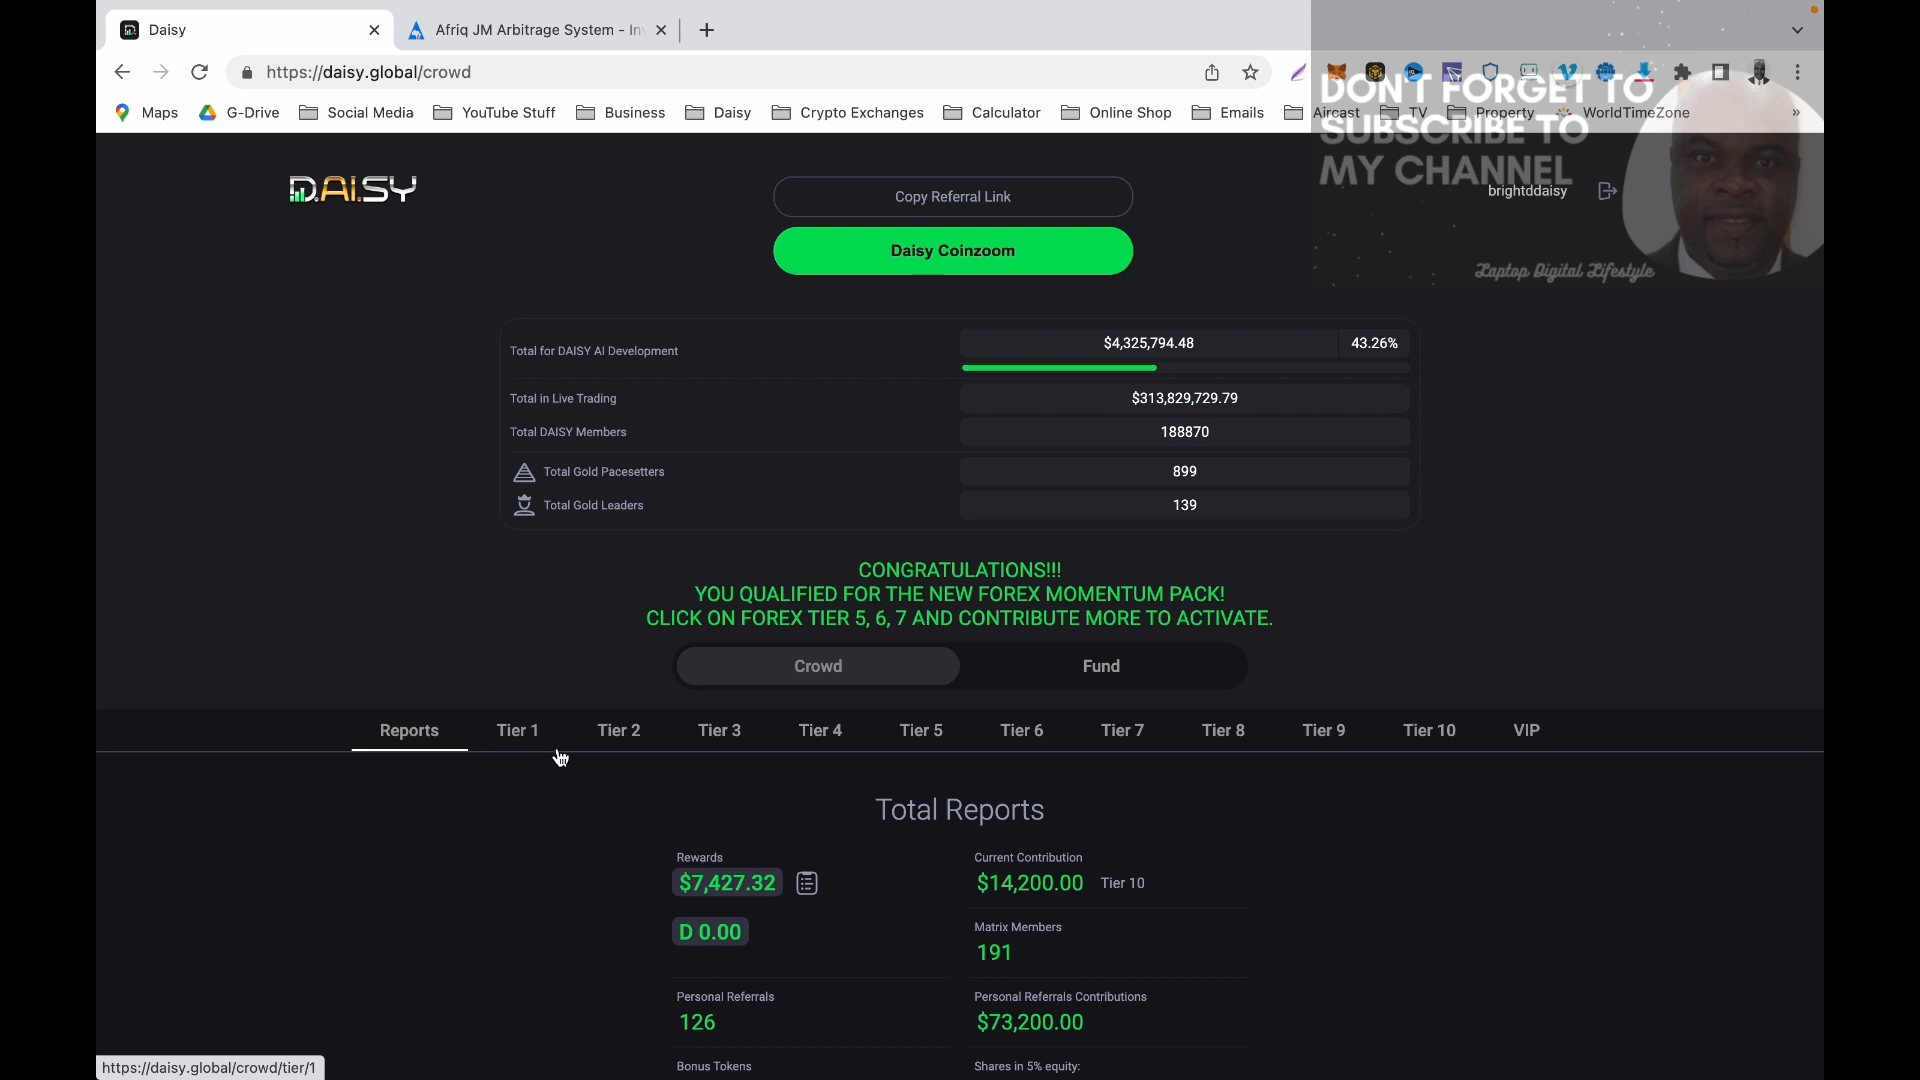 Daisy
Afriq JM Arbitrage System - In
https://daisy.global/crowd
Maps
G-Drive
Social Media
YouTube Stuff
Business
Daisy
Crypto Exchanges
Calculator
Online Shop
Emails
Aircast
TV
Property
WorldTimeZone
»
DONT FORGET TO
SUBSCRIBE TO
MY CHANNEL
Laptop Digital Lifestyle
DAISY
Copy Referral Link
brightddaisy
Daisy Coinzoom
Total for DAISY AI Development
$4,325,794.48
43.26%
Total in Live Trading
$313,829,729.79
Total DAISY Members
188870
Total Gold Pacesetters
899
Total Gold Leaders
139
CONGRATULATIONS!!!
YOU QUALIFIED FOR THE NEW FOREX MOMENTUM PACK!
CLICK ON FOREX TIER 5, 6, 7 AND CONTRIBUTE MORE TO ACTIVATE.
Crowd
Fund
Reports
Tier 1
Tier 2
Tier 3
Tier 4
Tier 5
Tier 6
Tier 7
Tier 8
Tier 9
Tier 10
VIP
Total Reports
Rewards
$7,427.32
D 0.00
Current Contribution
$14,200.00 Tier 10
Matrix Members
191
Personal Referrals
126
Personal Referrals Contributions
$73,200.00
Bonus Tokens
Shares in 5% equity:
https://daisy.global/crowd/tier/1